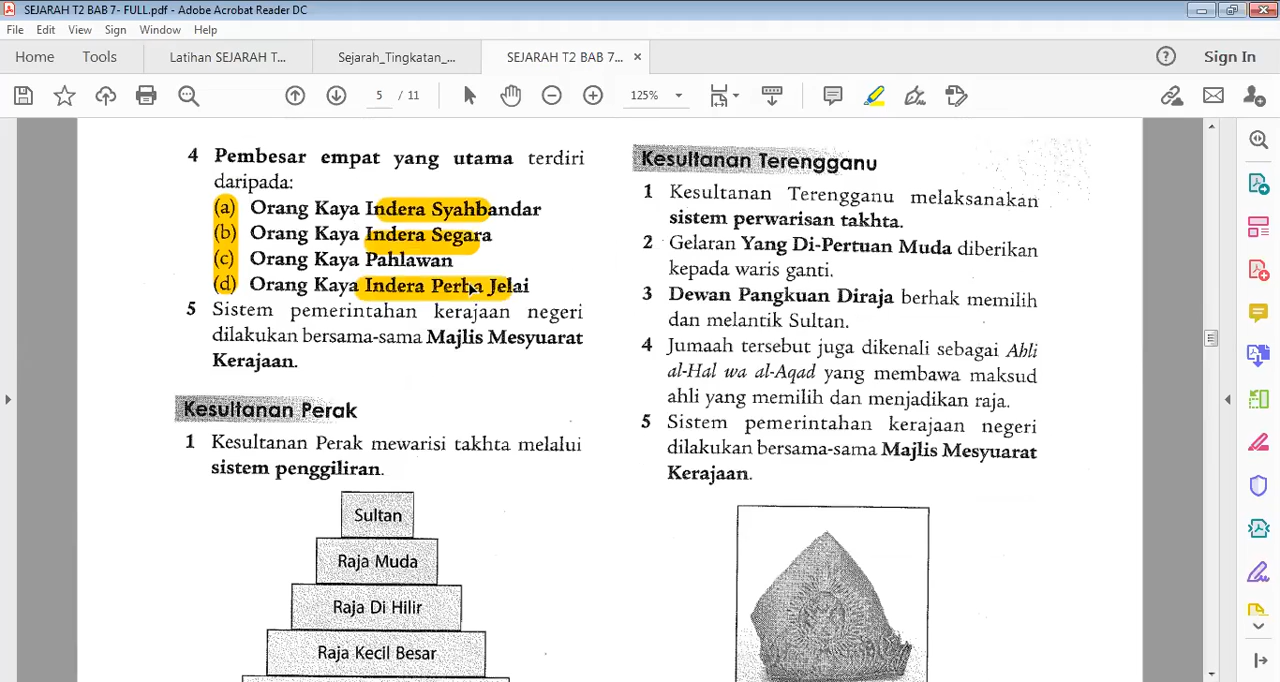 SEJARAH T2 BAB 7- FULL.pdf - Adobe Acrobat Reader DC
File Edit View Sign Window Help
Home Tools Latihan SEJARAH T... Sejarah_Tingkatan_... SEJARAH T2 BAB 7... × ? Sign In
5 / 11 125%
4 Pembesar empat yang utama terdiri
daripada:
(a) Orang Kaya Indera Syahbandar
(b) Orang Kaya Indera Segara
(c) Orang Kaya Pahlawan
(d) Orang Kaya Indera Perba Jelai
5 Sistem pemerintahan kerajaan negeri
dilakukan bersama-sama Majlis Mesyuarat
Kerajaan.
Kesultanan Perak
1 Kesultanan Perak mewarisi takhta melalui
sistem penggiliran.
Sultan
Raja Muda
Raja Di Hilir
Raja Kecil Besar
Kesultanan Terengganu
1 Kesultanan Terengganu melaksanakan
sistem perwarisan takhta.
2 Gelaran Yang Di-Pertuan Muda diberikan
kepada waris ganti.
3 Dewan Pangkuan Diraja berhak memilih
dan melantik Sultan.
4 Jumaah tersebut juga dikenali sebagai Ahli
al-Hal wa al-Aqad yang membawa maksud
ahli yang memilih dan menjadikan raja.
5 Sistem pemerintahan kerajaan negeri
dilakukan bersama-sama Majlis Mesyuarat
Kerajaan.